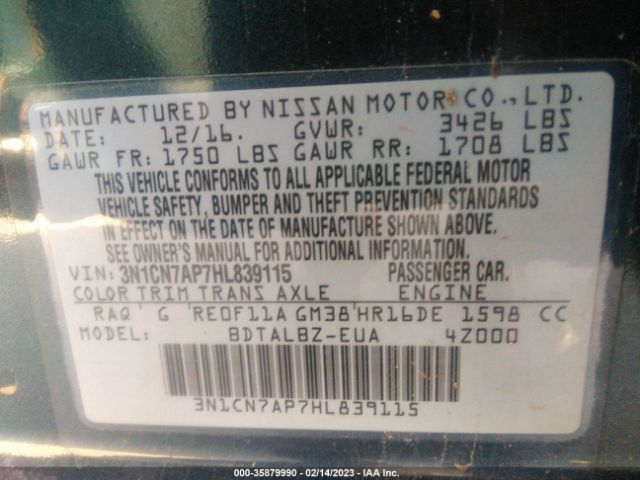 MANUFACTURED BY NISSAN MOTOR CO., LTD.
DATE: 12/16. GVWR: 3426 LBS
GAWR FR: 1750 LBS GAWR RR: 1708 LBS
THIS VEHICLE CONFORMS TO ALL APPLICABLE FEDERAL MOTOR
VEHICLE SAFETY, BUMPER AND THEFT PREVENTION STANDARDS
IN EFFECT ON THE DATE OF MANUFACTURE SHOWN ABOVE.
SEE OWNER'S MANUAL FOR ADDITIONAL INFORMATION.
VIN: 3N1CN7AP7HL839115 PASSENGER CAR.
COLOR TRIM TRANS AXLE ENGINE
RAQ G RE0F11A GM38 HR16DE 1598 CC
MODEL: BDTALBZ-EUA 4Z000
3N1CN7AP7HL839115
000-35879990 | 02/14/2023 | IAA Inc.